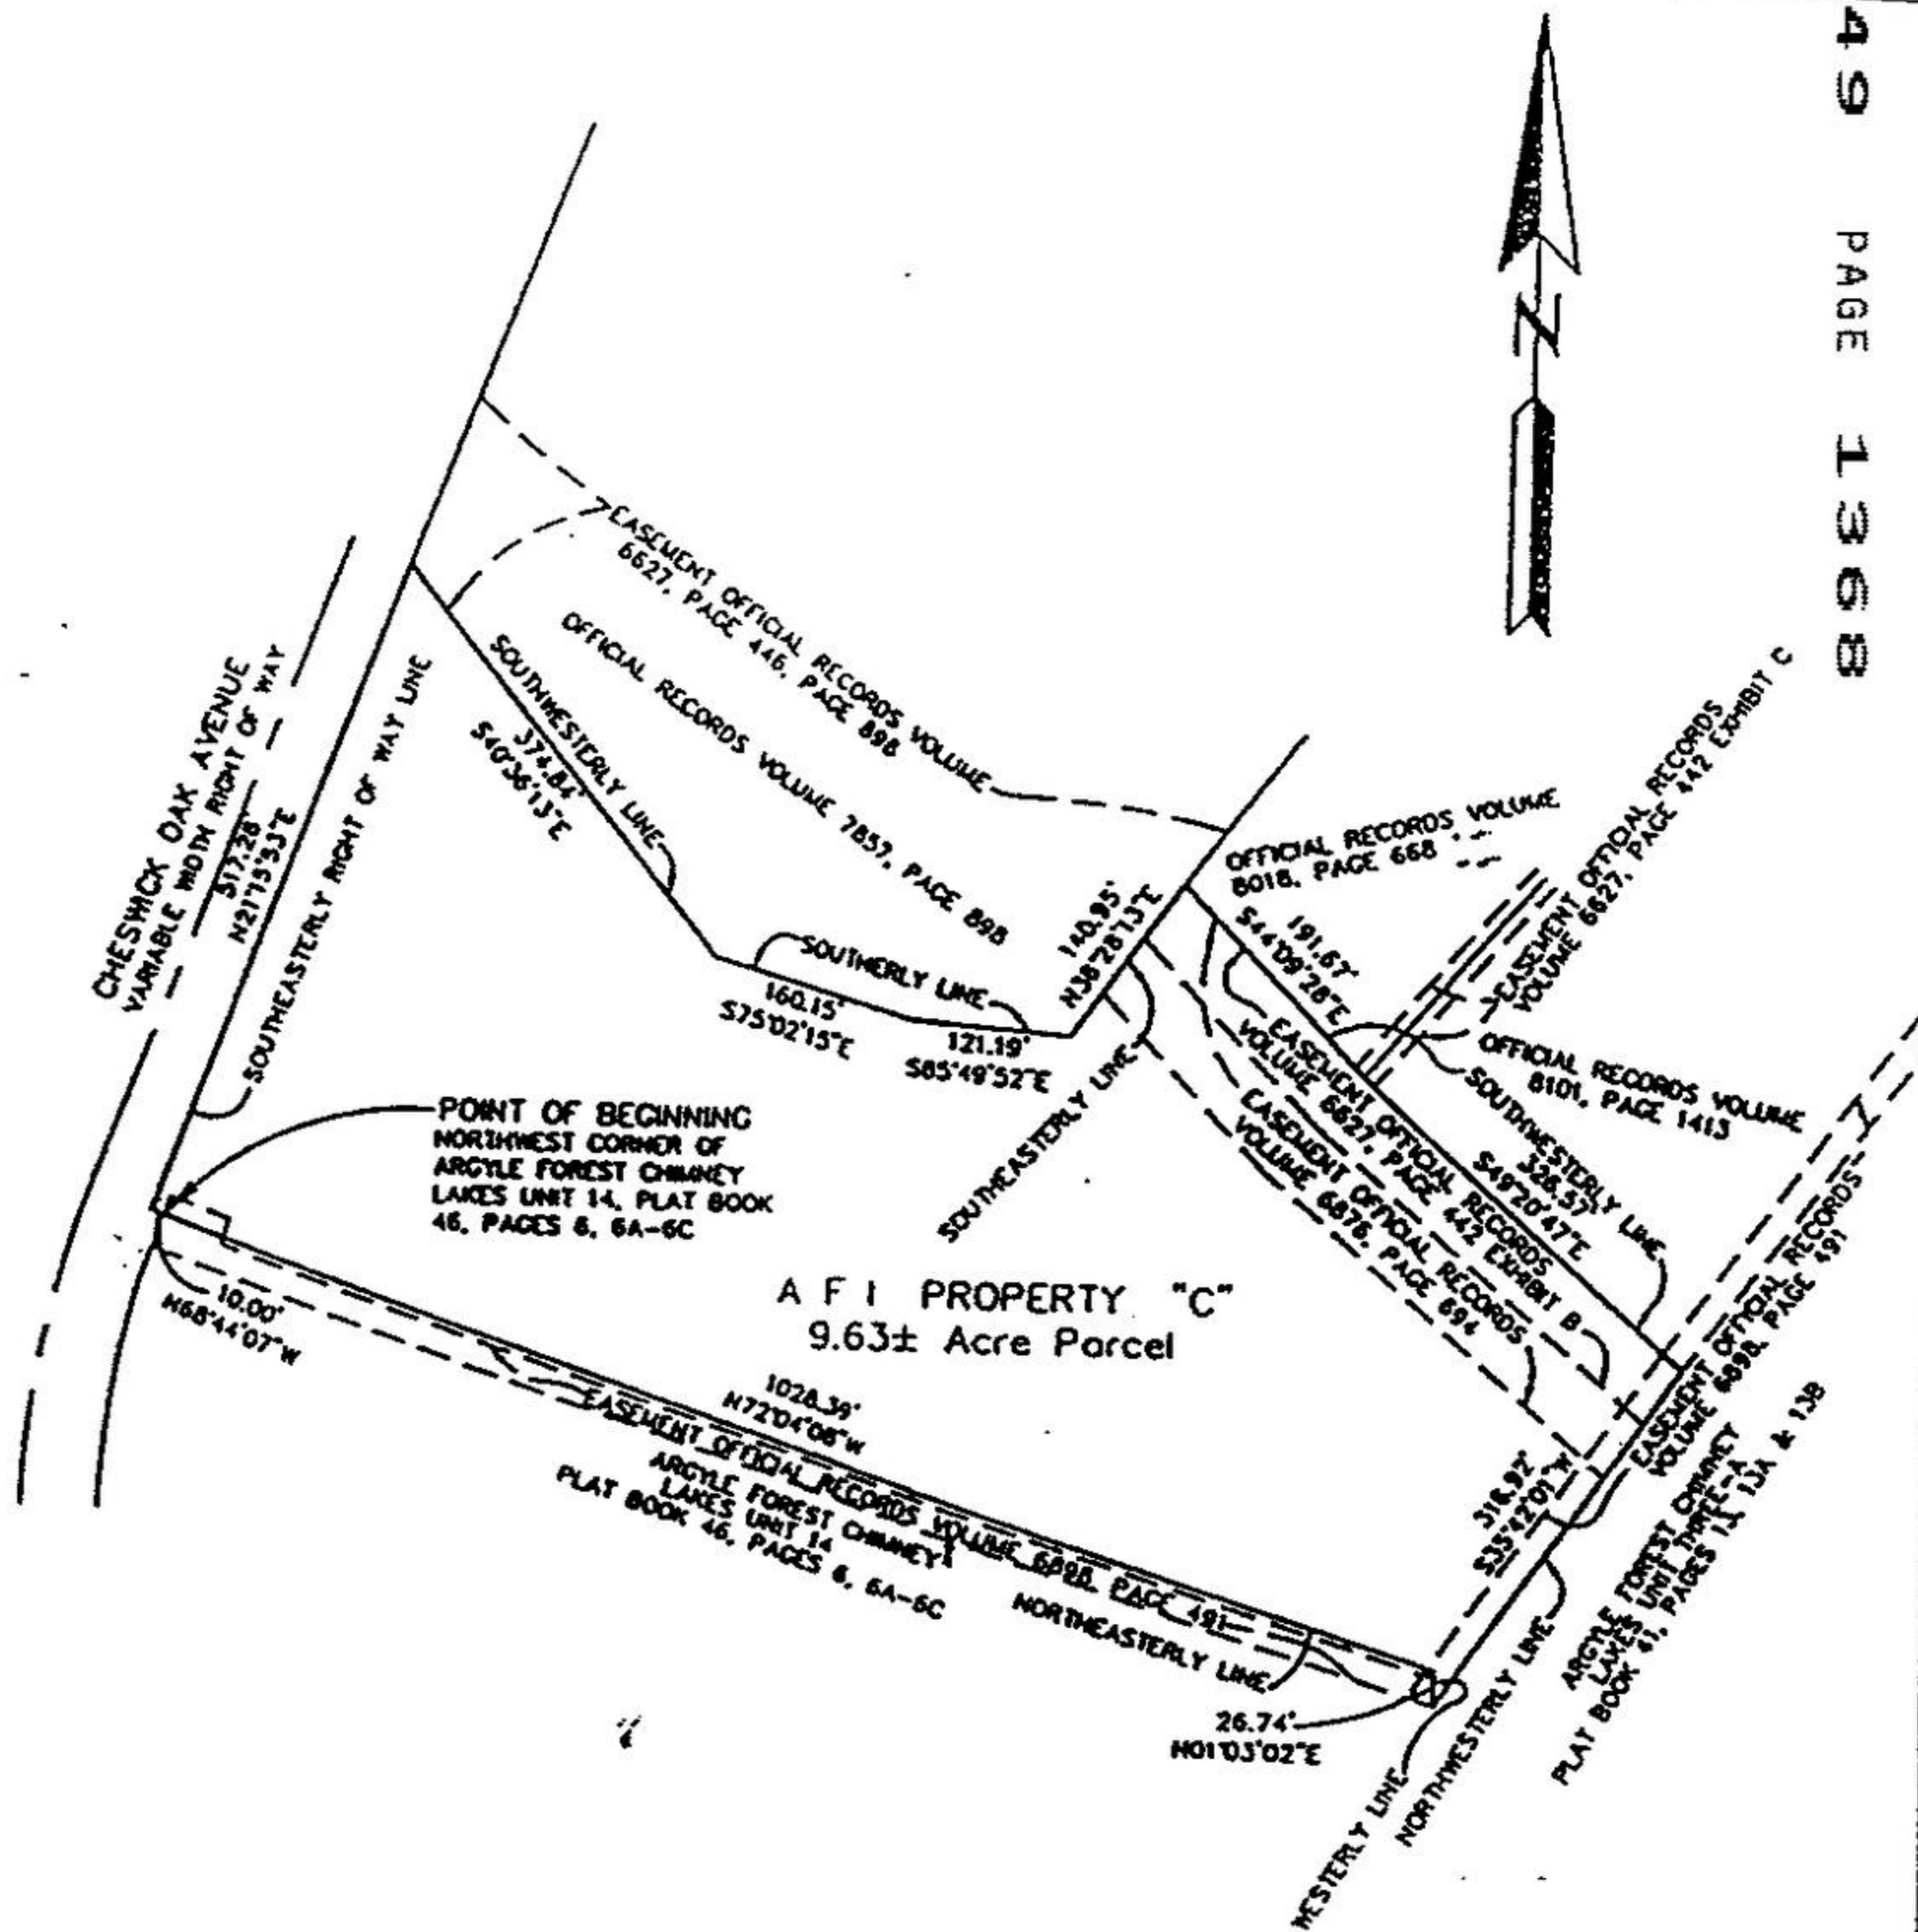 49 PAGE 1368
N
EASEMENT OFFICIAL RECORDS VOLUME
6627, PAGE 446, PAGE 898
OFFICIAL RECORDS VOLUME 7857, PAGE 898
SOUTHWESTERLY LINE
374.84'
S40°36'13"E
CHESWICK OAK AVENUE
VARIABLE WIDTH RIGHT OF WAY
517.28'
N21°15'53"E
SOUTHEASTERLY RIGHT OF WAY LINE
SOUTHERLY LINE
160.15'
S75°02'15"E
121.19'
S85°49'52"E
140.95'
N38°28'13"E
SOUTHEASTERLY LINE
OFFICIAL RECORDS VOLUME
8018, PAGE 668
191.67'
S44°09'28"E
EASEMENT OFFICIAL RECORDS
VOLUME 6627, PAGE 442 EXHIBIT C
OFFICIAL RECORDS VOLUME
8101, PAGE 1413
SOUTHWESTERLY LINE
326.57'
S49°20'47"E
EASEMENT OFFICIAL RECORDS
VOLUME 6627, PAGE 442 EXHIBIT B
EASEMENT OFFICIAL RECORDS
VOLUME 6876, PAGE 694
EASEMENT OFFICIAL RECORDS
VOLUME 6898, PAGE 491
POINT OF BEGINNING
NORTHWEST CORNER OF
ARGYLE FOREST CHIMNEY
LAKES UNIT 14, PLAT BOOK
46, PAGES 6, 6A-6C
10.00'
N68°44'07"W
A F I PROPERTY "C"
9.63± Acre Parcel
1028.39'
N72°04'08"W
EASEMENT OFFICIAL RECORDS VOLUME 6898, PAGE 491
ARGYLE FOREST CHIMNEY
LAKES UNIT 14
PLAT BOOK 46, PAGES 6, 6A-6C
NORTHEASTERLY LINE
316.92'
S35°42'01"W
ARGYLE FOREST CHIMNEY
LAKES UNIT THREE-A
PLAT BOOK 41, PAGES 13, 13A & 13B
26.74'
N01°03'02"E
NORTHWESTERLY LINE
WESTERLY LINE